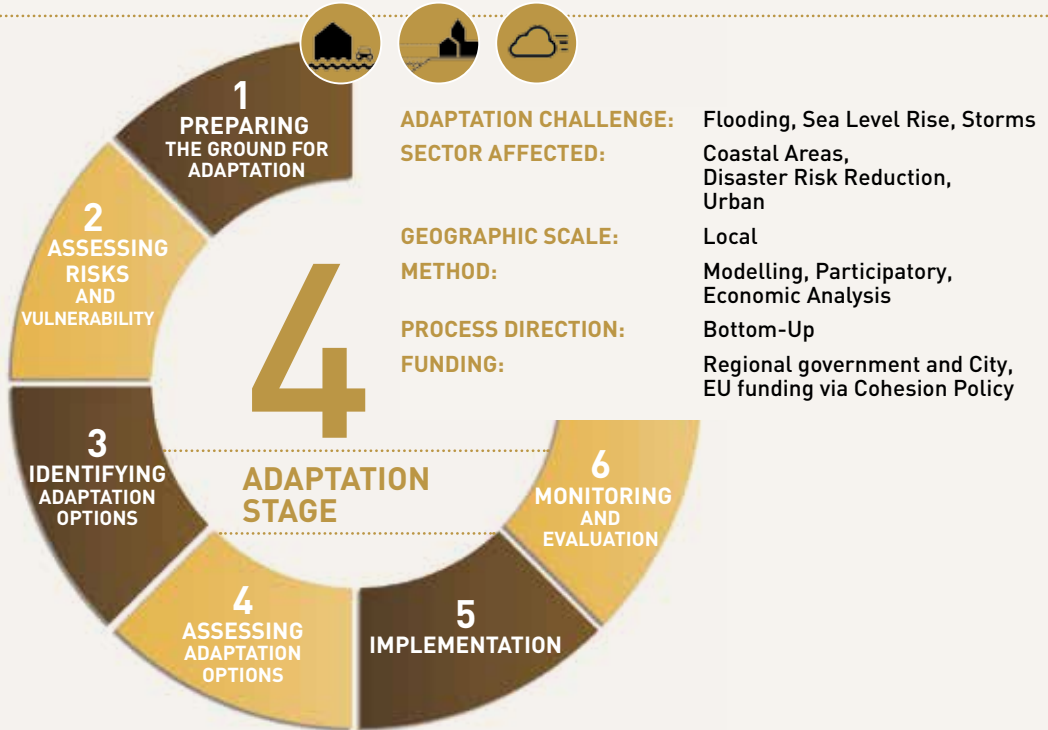 1
PREPARING
THE GROUND FOR
ADAPTATION
2
ASSESSING
RISKS
AND
VULNERABILITY
3
IDENTIFYING
ADAPTATION
OPTIONS
4
ASSESSING
ADAPTATION
OPTIONS
5
IMPLEMENTATION
6
MONITORING
AND
EVALUATION
4
ADAPTATION
STAGE
ADAPTATION CHALLENGE: Flooding, Sea Level Rise, Storms
SECTOR AFFECTED: Coastal Areas,
Disaster Risk Reduction,
Urban
GEOGRAPHIC SCALE: Local
METHOD: Modelling, Participatory,
Economic Analysis
PROCESS DIRECTION: Bottom-Up
FUNDING: Regional government and City,
EU funding via Cohesion Policy